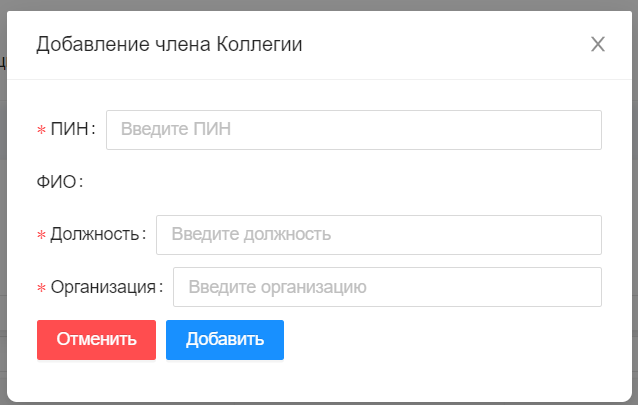 Добавление члена Коллегии
* ПИН: Введите ПИН
ФИО:
* Должность: Введите должность
* Организация: Введите организацию
Отменить Добавить